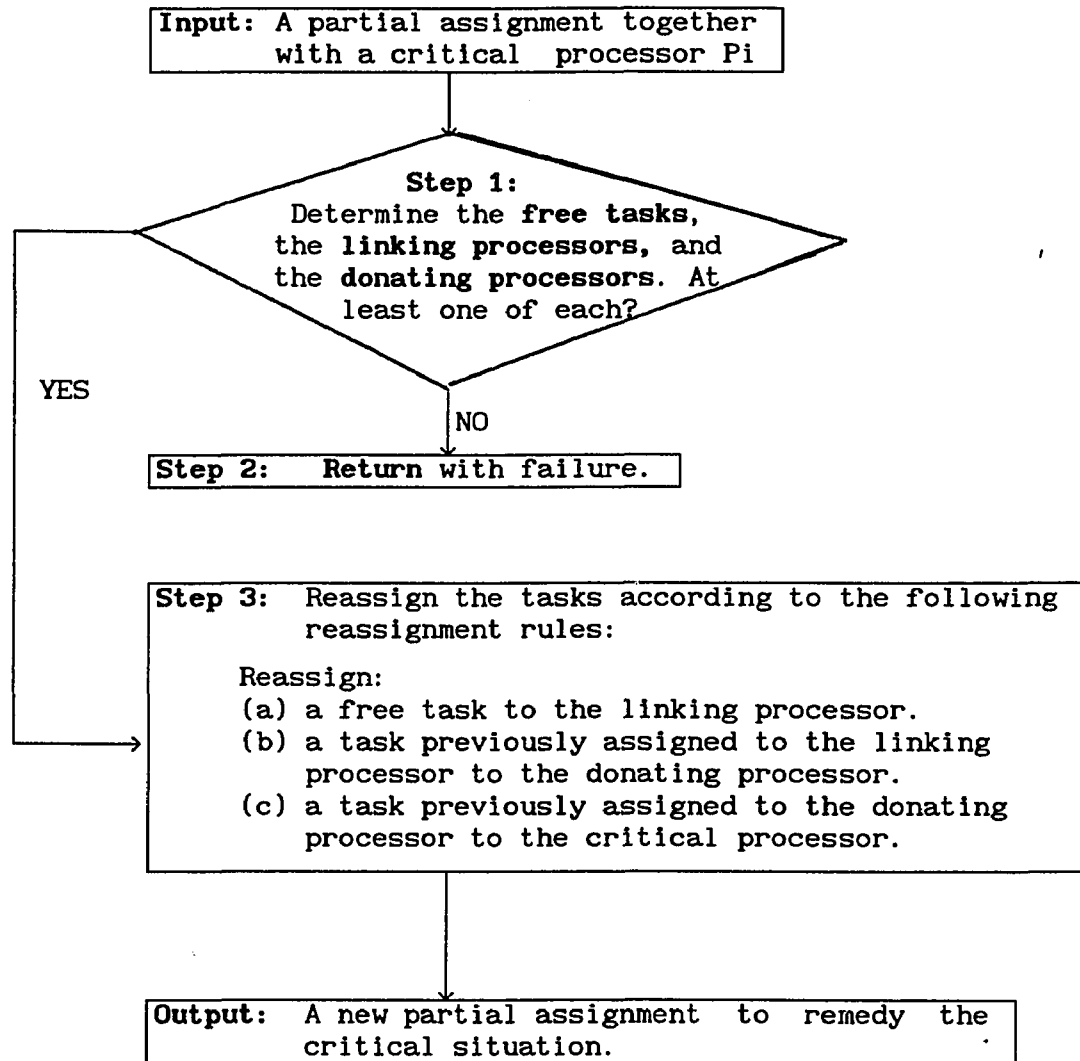 Input: A partial assignment together
with a critical processor Pi
Step 1:
Determine the free tasks,
the linking processors, and
the donating processors. At
least one of each?
YES
NO
Step 2: Return with failure.
Step 3: Reassign the tasks according to the following
reassignment rules:
Reassign:
(a) a free task to the linking processor.
(b) a task previously assigned to the linking
processor to the donating processor.
(c) a task previously assigned to the donating
processor to the critical processor.
Output: A new partial assignment to remedy the
critical situation.